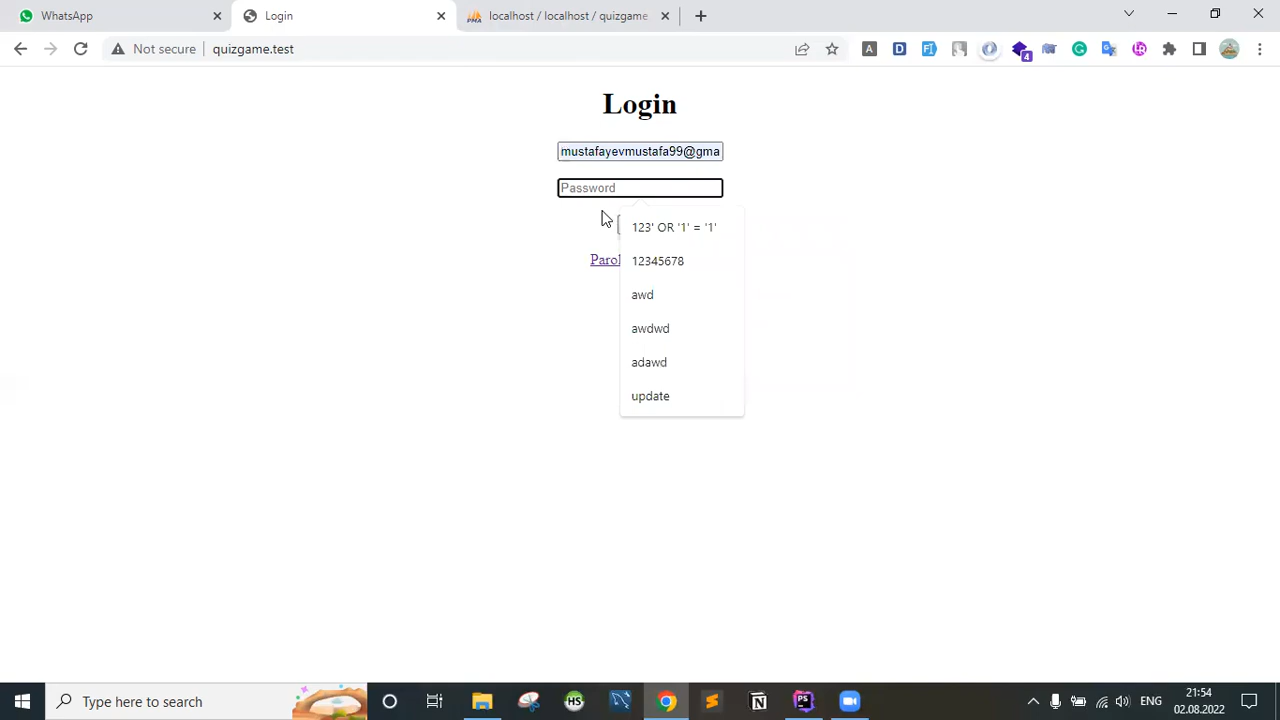 WhatsApp
Login
localhost / localhost / quizgame
Not secure
quizgame.test
4
Login
mustafayevmustafa99@gma
Password
123' OR '1' = '1'
12345678
Parol
awd
awdwd
adawd
update
Type here to search
ENG
21:54
02.08.2022